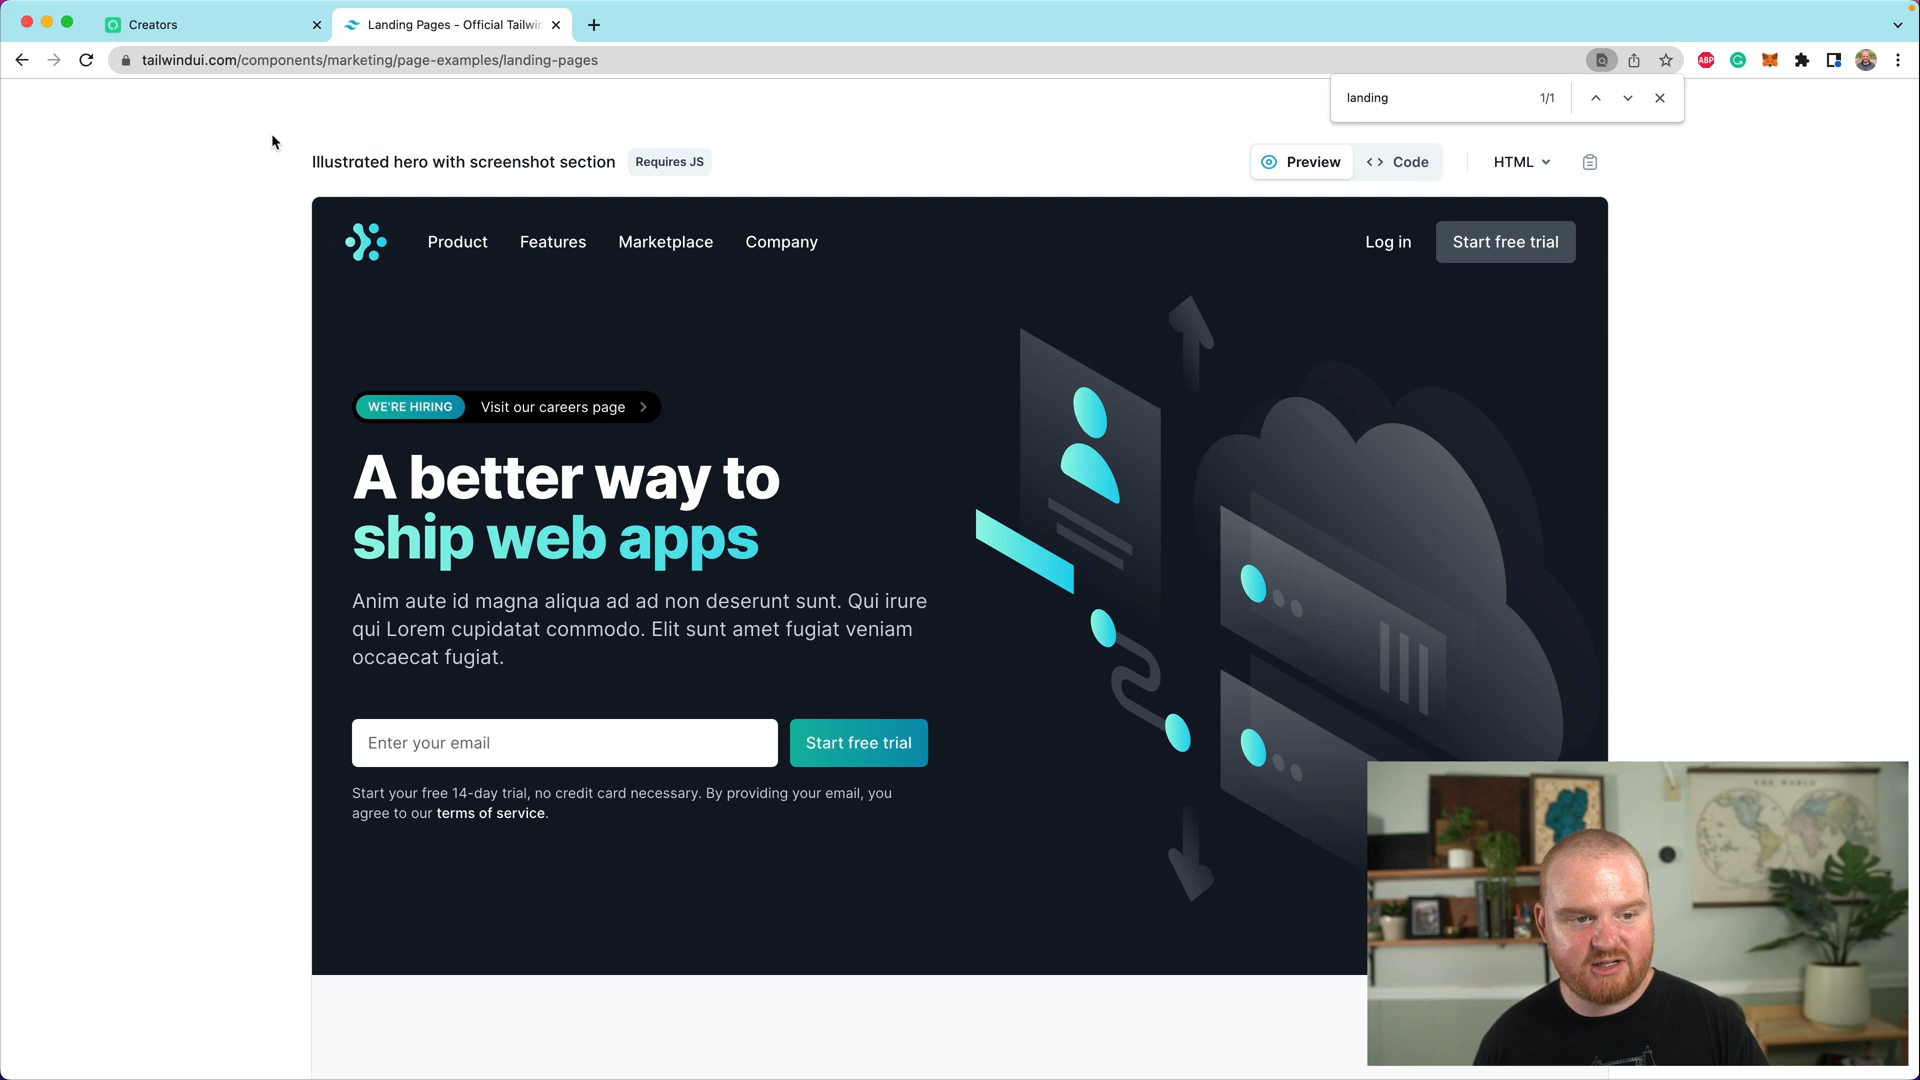 Creators
Landing Pages - Official Tailwin
tailwindui.com/components/marketing/page-examples/landing-pages
ABP
landing 1/1
Illustrated hero with screenshot section Requires JS
Preview Code HTML
Product Features Marketplace Company
Log in Start free trial
WE'RE HIRING Visit our careers page
A better way to
ship web apps
Anim aute id magna aliqua ad ad non deserunt sunt. Qui irure
qui Lorem cupidatat commodo. Elit sunt amet fugiat veniam
occaecat fugiat.
Enter your email Start free trial
Start your free 14-day trial, no credit card necessary. By providing your email, you
agree to our terms of service.
THE WORLD